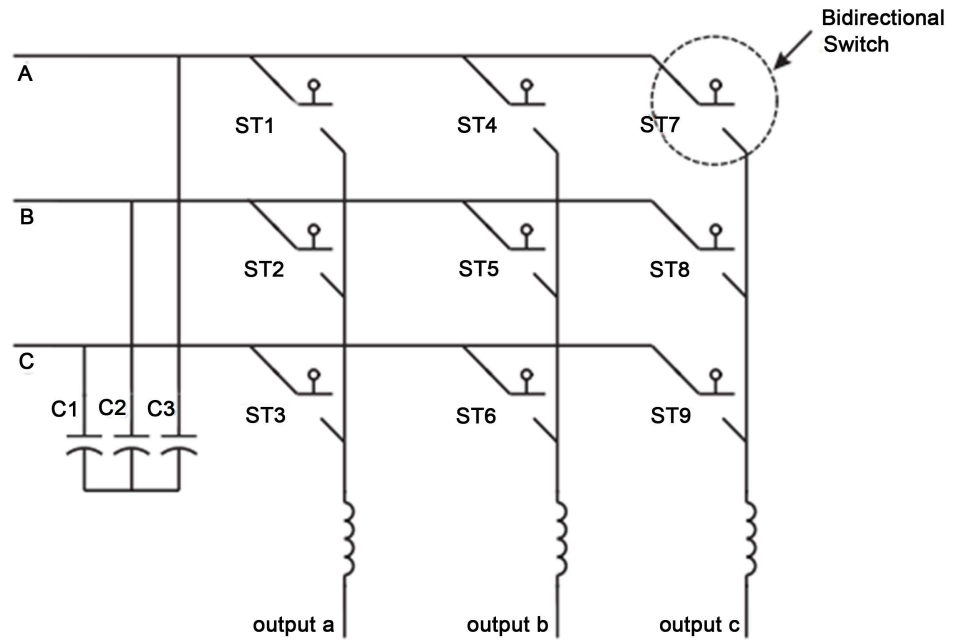 Bidirectional
Switch
A
ST1
ST4
ST7
B
ST2
ST5
ST8
C
C1
C2
C3
ST3
ST6
ST9
output a
output b
output c